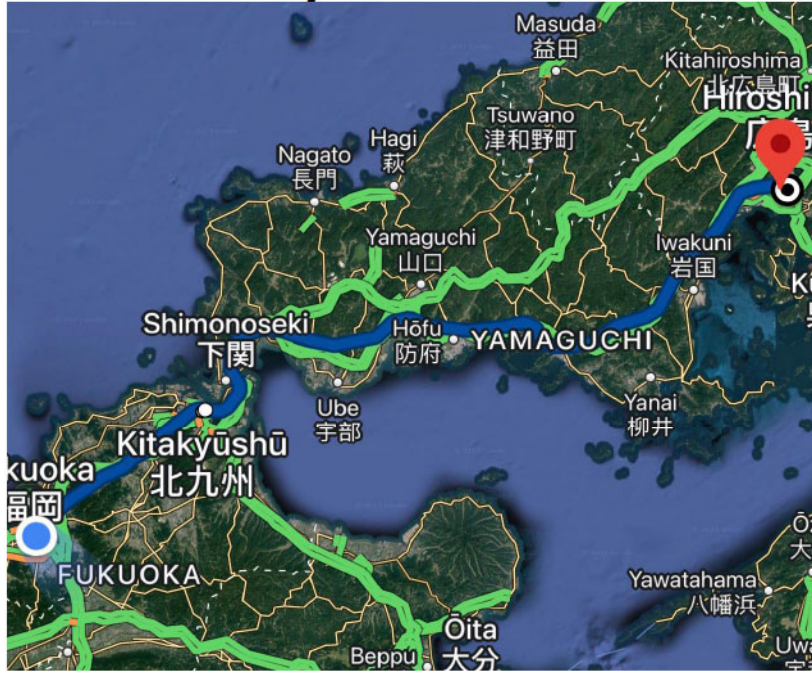 Masuda
益田
Kitahiroshima
北広島町
Hiroshi
広島
Tsuwano
津和野町
Hagi
萩
Nagato
長門
Yamaguchi
山口
Iwakuni
岩国
Shimonoseki
下関
Hōfu
防府
YAMAGUCHI
Ube
宇部
Yanai
柳井
Kitakyūshū
北九州
kuoka
福岡
FUKUOKA
Yawatahama
八幡浜
Ōita
大分
Beppu
Uwa